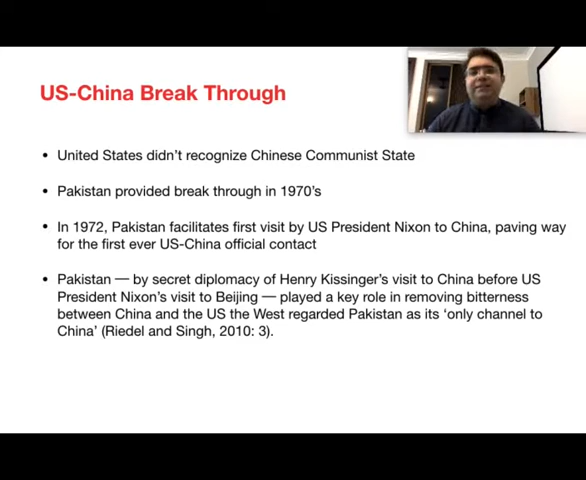 US-China Break Through
• United States didn't recognize Chinese Communist State
• Pakistan provided break through in 1970's
• In 1972, Pakistan facilitates first visit by US President Nixon to China, paving way
for the first ever US-China official contact
• Pakistan — by secret diplomacy of Henry Kissinger's visit to China before US
President Nixon's visit to Beijing — played a key role in removing bitterness
between China and the US the West regarded Pakistan as its 'only channel to
China' (Riedel and Singh, 2010: 3).